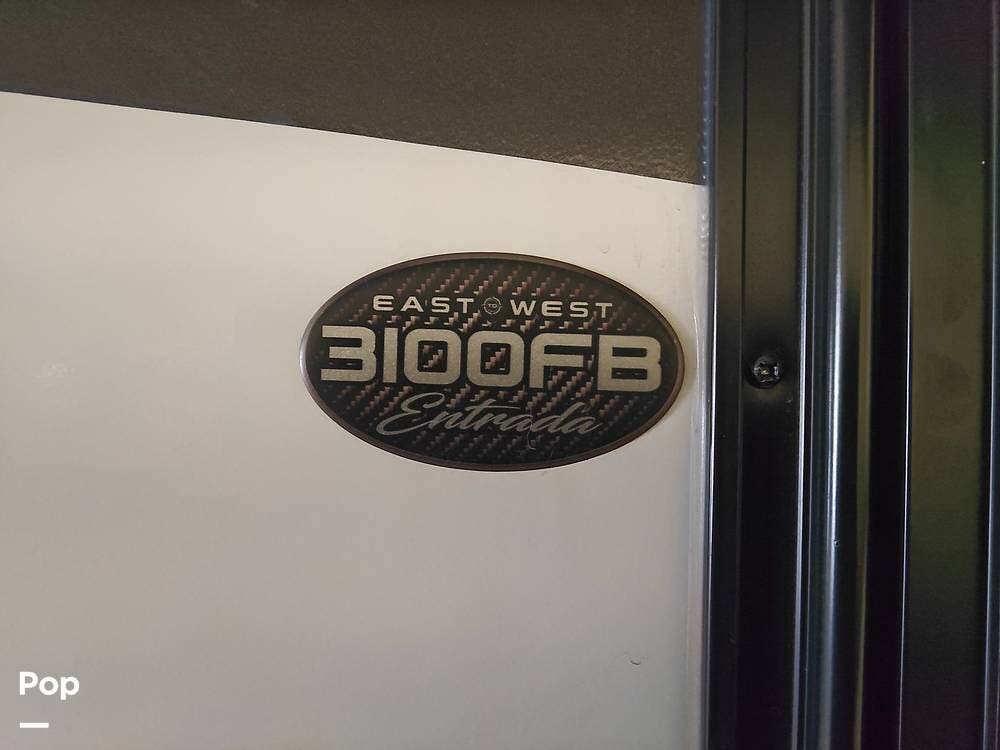 EAST TO WEST
3100FB
Entrada
Pop